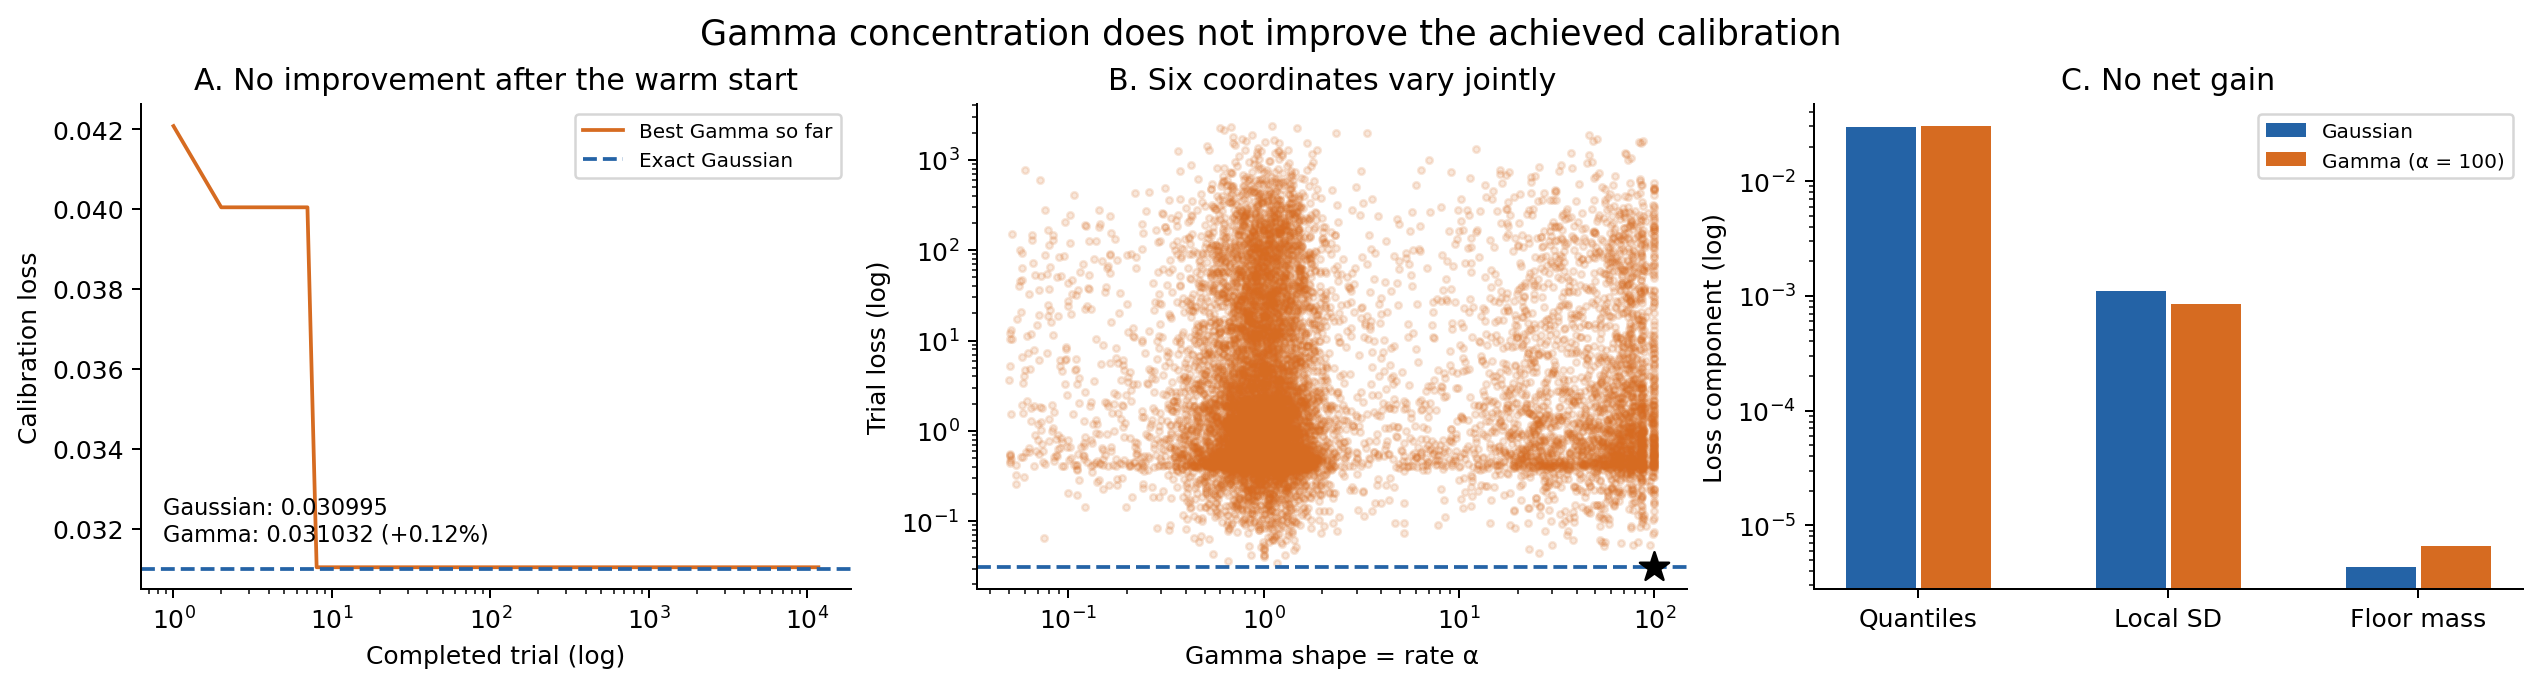 Gamma concentration does not improve the achieved calibration
A. No improvement after the warm start
Calibration loss
0.042
0.040
0.038
0.036
0.034
0.032
Best Gamma so far
Exact Gaussian
Gaussian: 0.030995
Gamma: 0.031032 (+0.12%)
10⁰
10¹
10²
10³
10⁴
Completed trial (log)
B. Six coordinates vary jointly
Trial loss (log)
10³
10²
10¹
10⁰
10⁻¹
10⁻¹
10⁰
10¹
10²
Gamma shape = rate α
C. No net gain
Loss component (log)
10⁻²
10⁻³
10⁻⁴
10⁻⁵
Gaussian
Gamma (α = 100)
Quantiles
Local SD
Floor mass